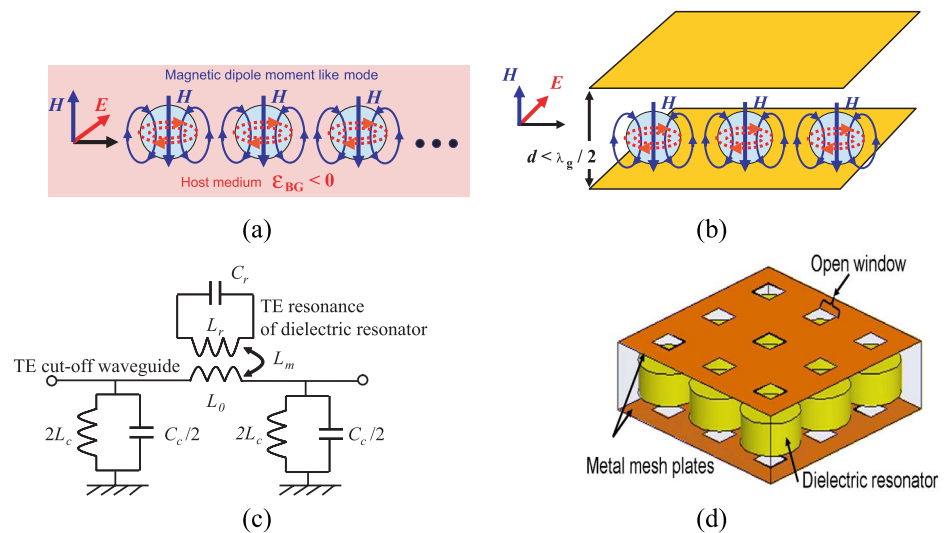 Magnetic dipole moment like mode
H
E
H
H
H
Host medium ε_BG < 0
(a)
H
E
d < λ_g / 2
H
H
H
(b)
C_r
TE resonance
of dielectric resonator
L_r
L_m
TE cut-off waveguide
L_0
2L_c
C_c/2
2L_c
C_c/2
(c)
Open window
Metal mesh plates
Dielectric resonator
(d)